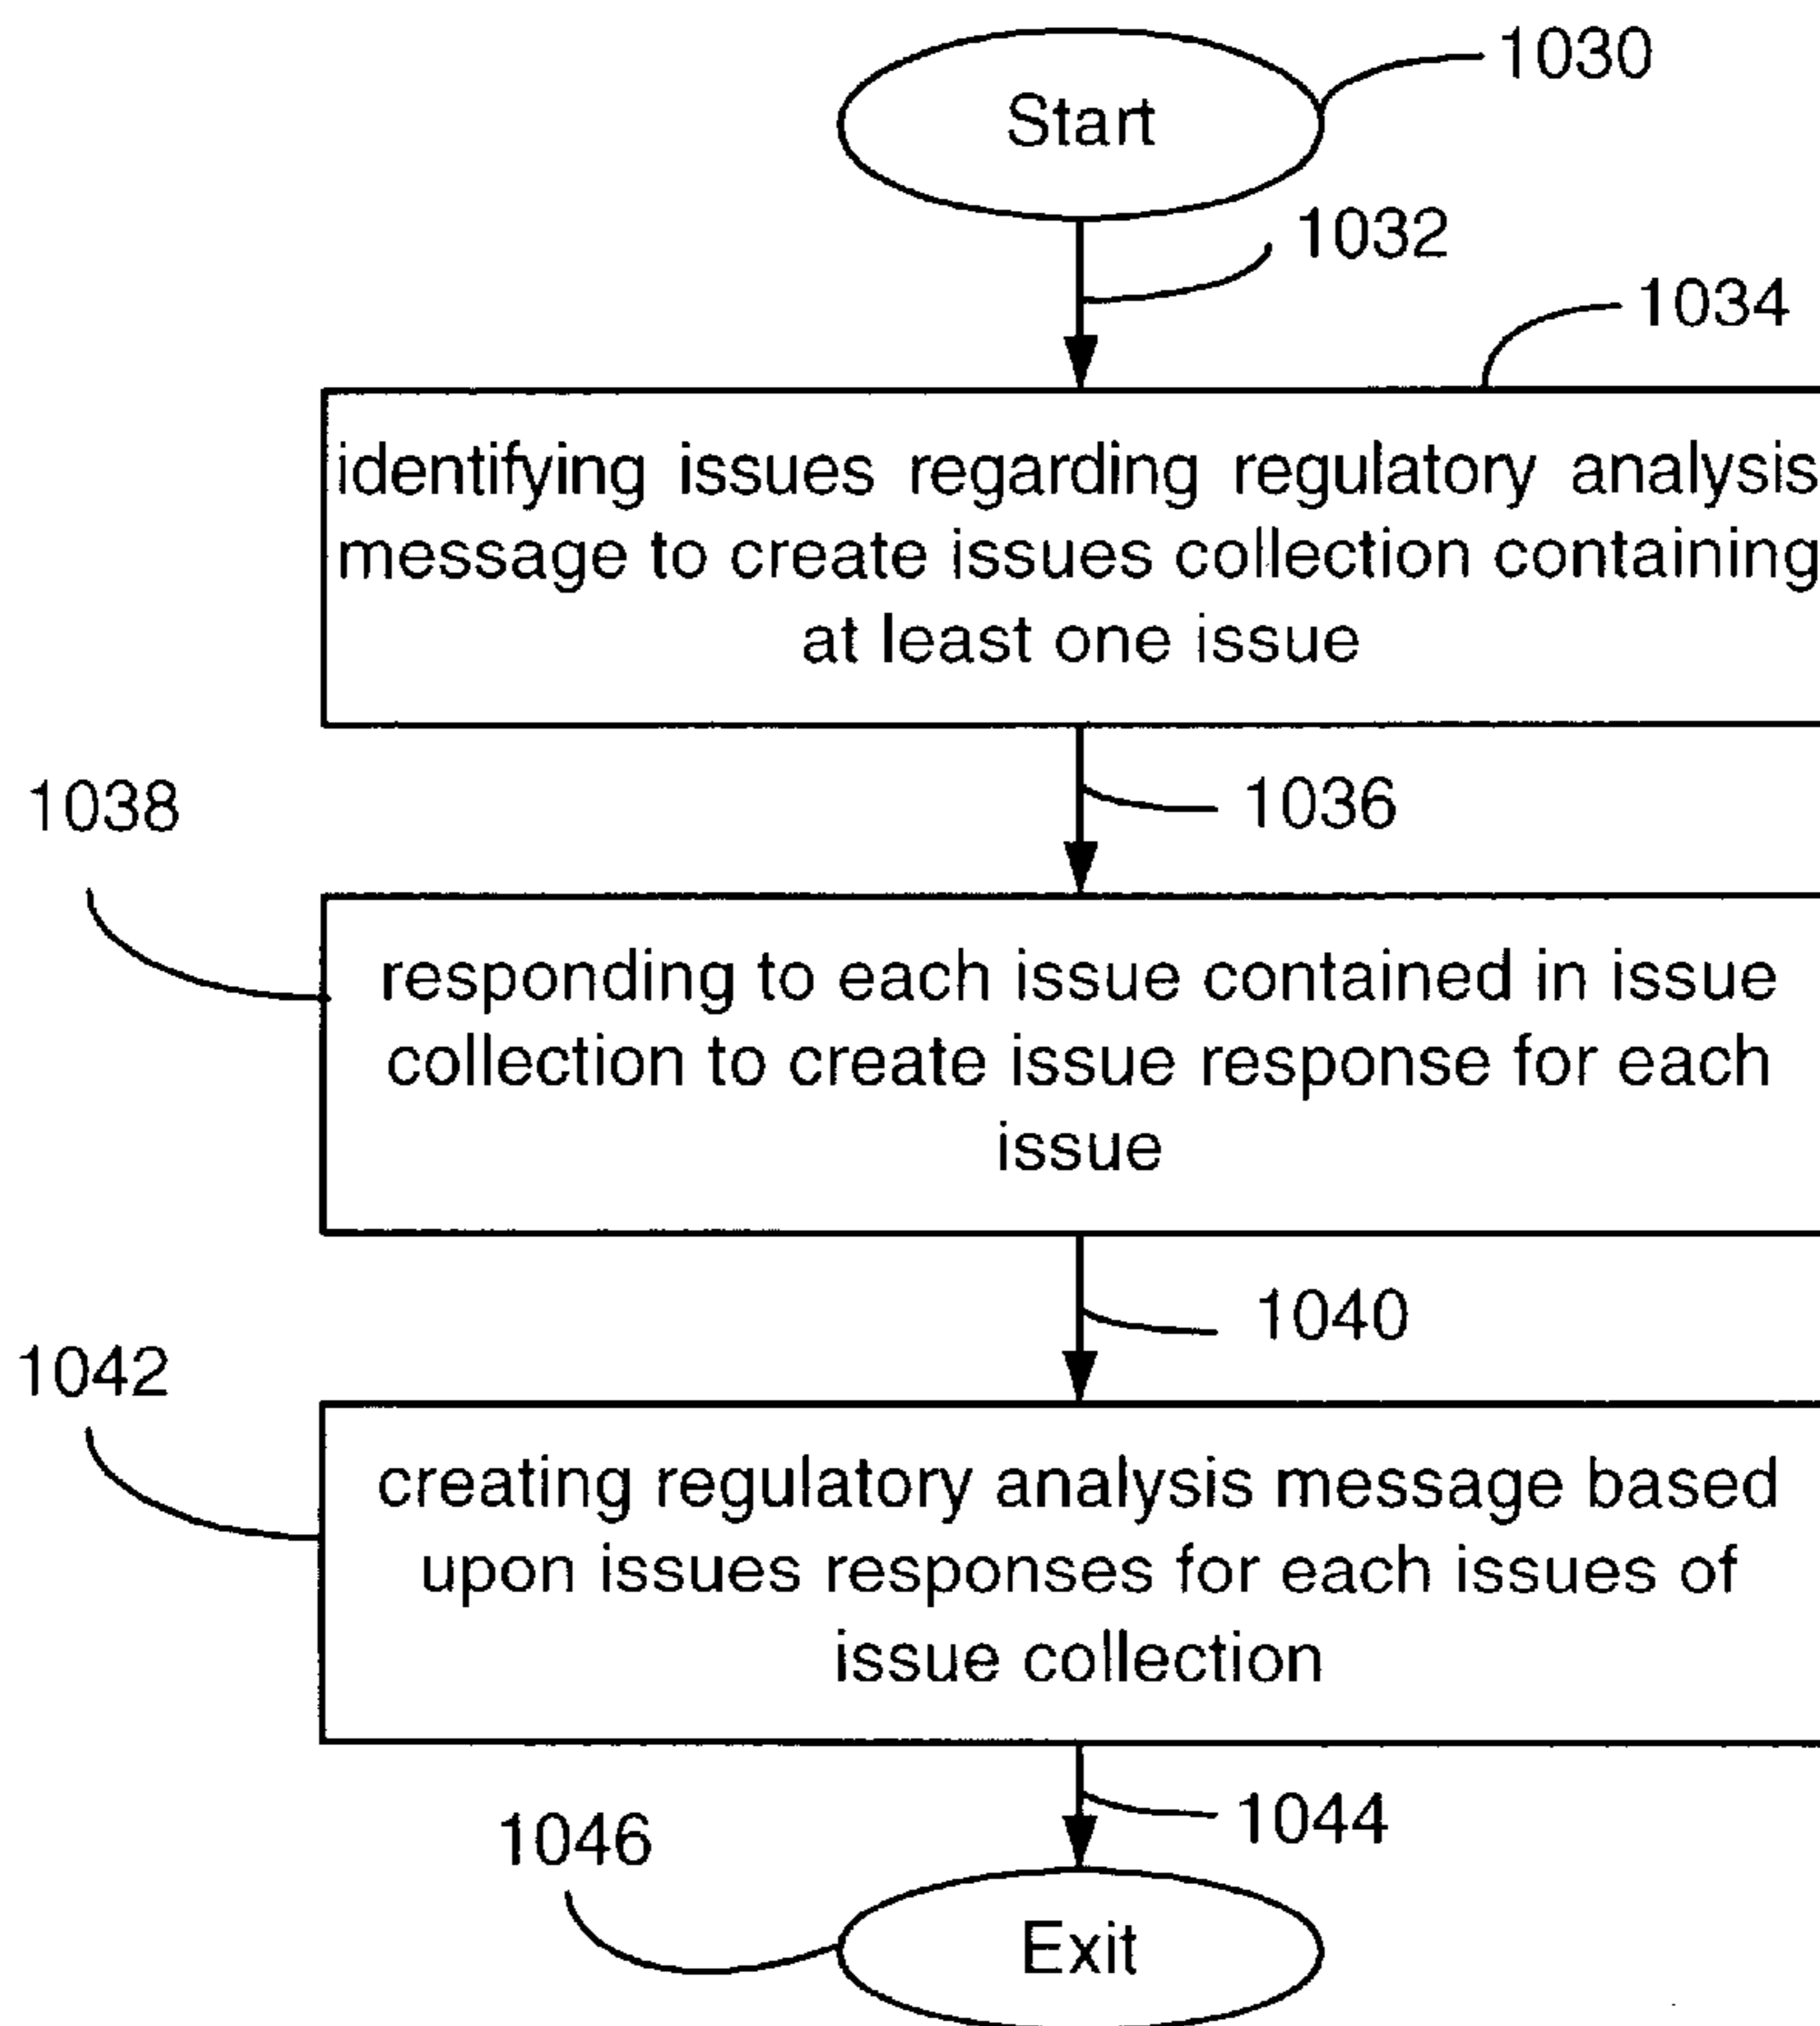 1030
Start
1032
1034
identifying issues regarding regulatory analysis
message to create issues collection containing
at least one issue
1038
1036
responding to each issue contained in issue
collection to create issue response for each
issue
1040
1042
creating regulatory analysis message based
upon issues responses for each issues of
issue collection
1044
1046
Exit